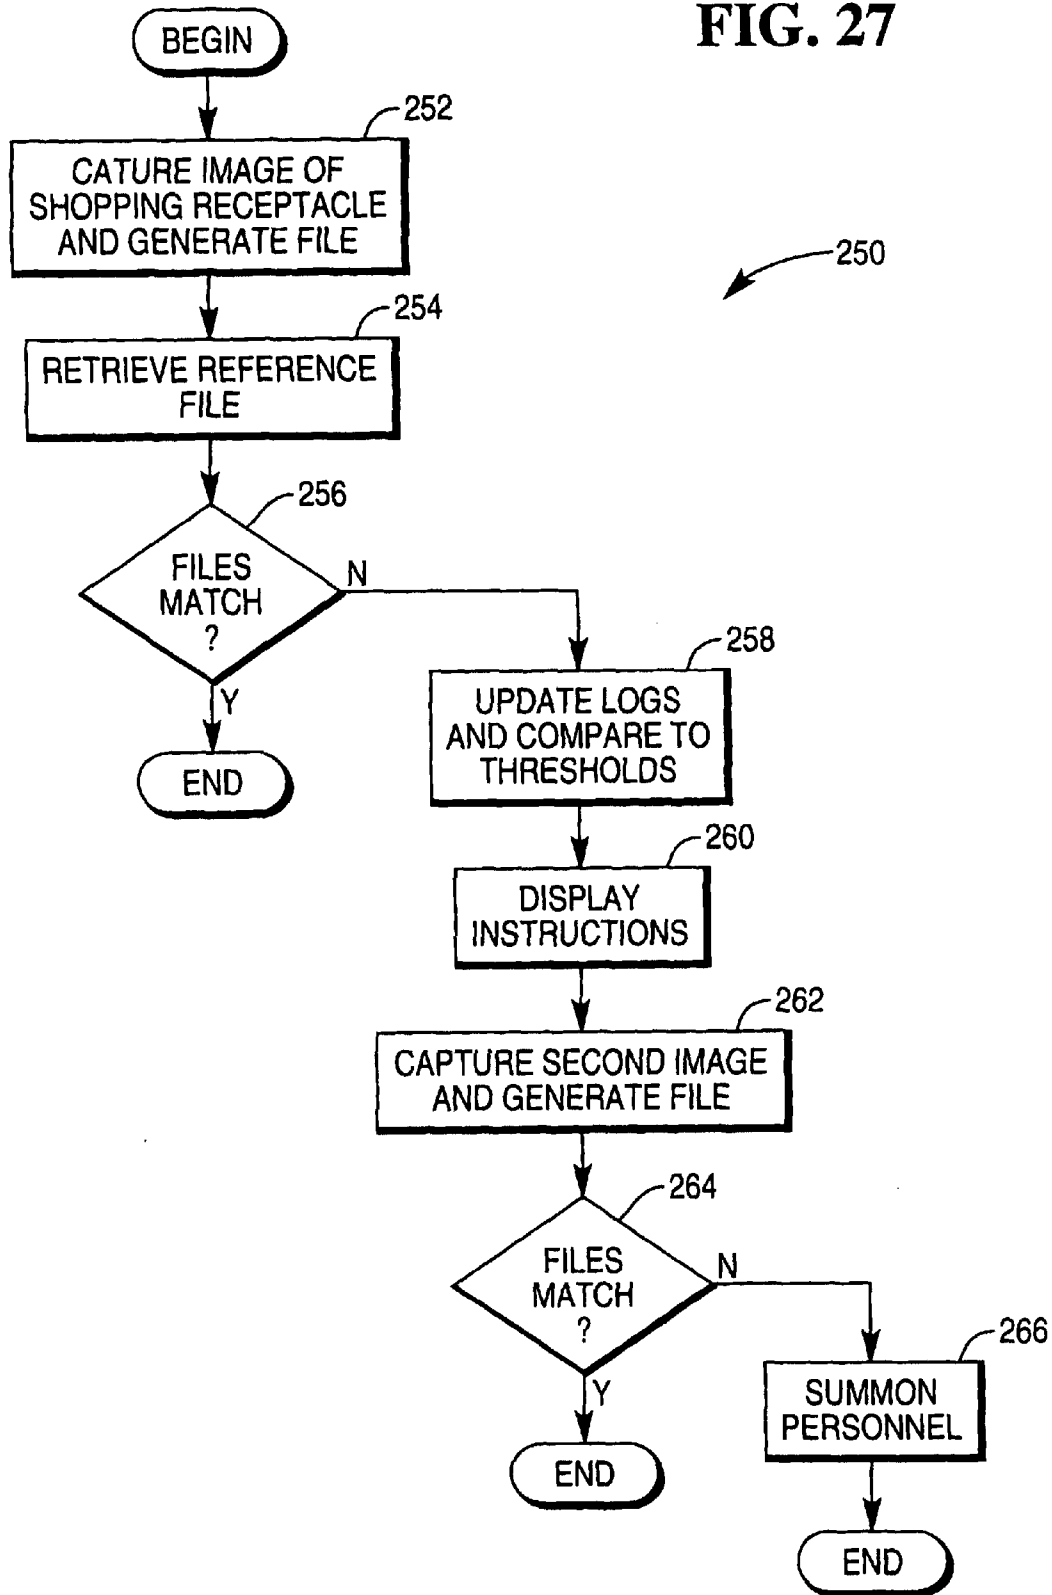 FIG. 27
BEGIN
252
CATURE IMAGE OF
SHOPPING RECEPTACLE
AND GENERATE FILE
250
254
RETRIEVE REFERENCE
FILE
256
FILES
MATCH
?
N
Y
END
258
UPDATE LOGS
AND COMPARE TO
THRESHOLDS
260
DISPLAY
INSTRUCTIONS
262
CAPTURE SECOND IMAGE
AND GENERATE FILE
264
FILES
MATCH
?
N
Y
END
266
SUMMON
PERSONNEL
END